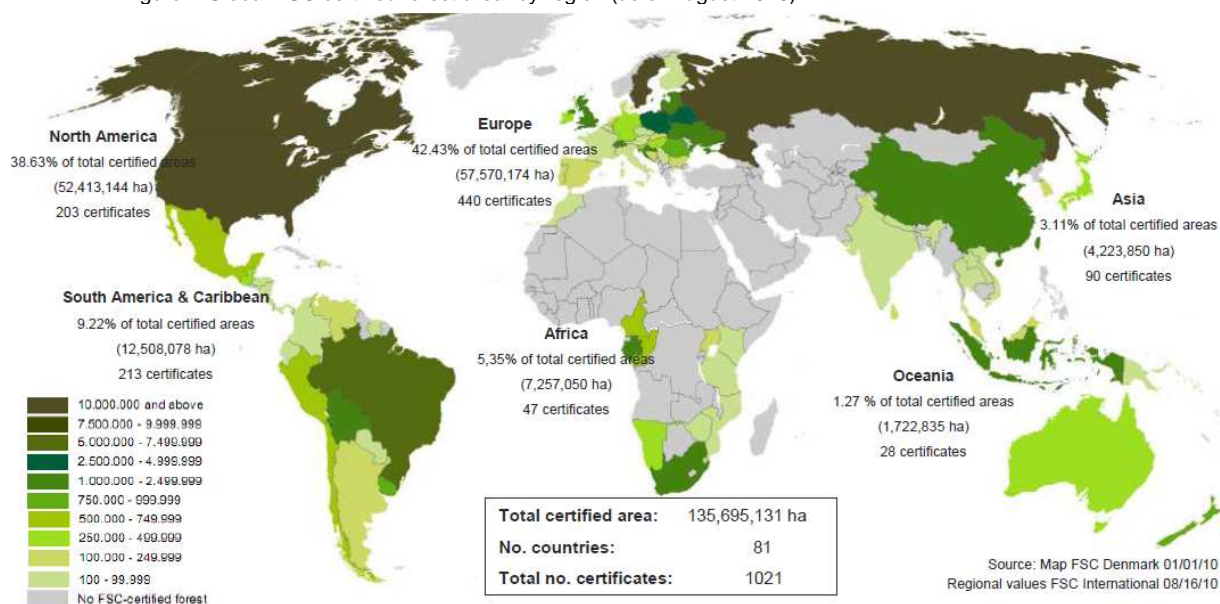 North America
38.63% of total certified areas
(52,413,144 ha)
203 certificates
Europe
42.43% of total certified areas
(57,570,174 ha)
440 certificates
Asia
3.11% of total certified areas
(4,223,850 ha)
90 certificates
South America & Caribbean
9.22% of total certified areas
(12,508,078 ha)
213 certificates
Africa
5,35% of total certified areas
(7,257,050 ha)
47 certificates
Oceania
1.27 % of total certified areas
(1,722,835 ha)
28 certificates
10.000.000 and above
7.500.000 - 9.999.999
5.000.000 - 7.499.999
2.500.000 - 4.999.999
1.000.000 - 2.499.999
750.000 - 999.999
500.000 - 749.999
250.000 - 499.999
100.000 - 249.999
100 - 99.999
No FSC-certified forest
Total certified area: 135,695,131 ha
No. countries: 81
Total no. certificates: 1021
Source: Map FSC Denmark 01/01/10
Regional values FSC International 08/16/10